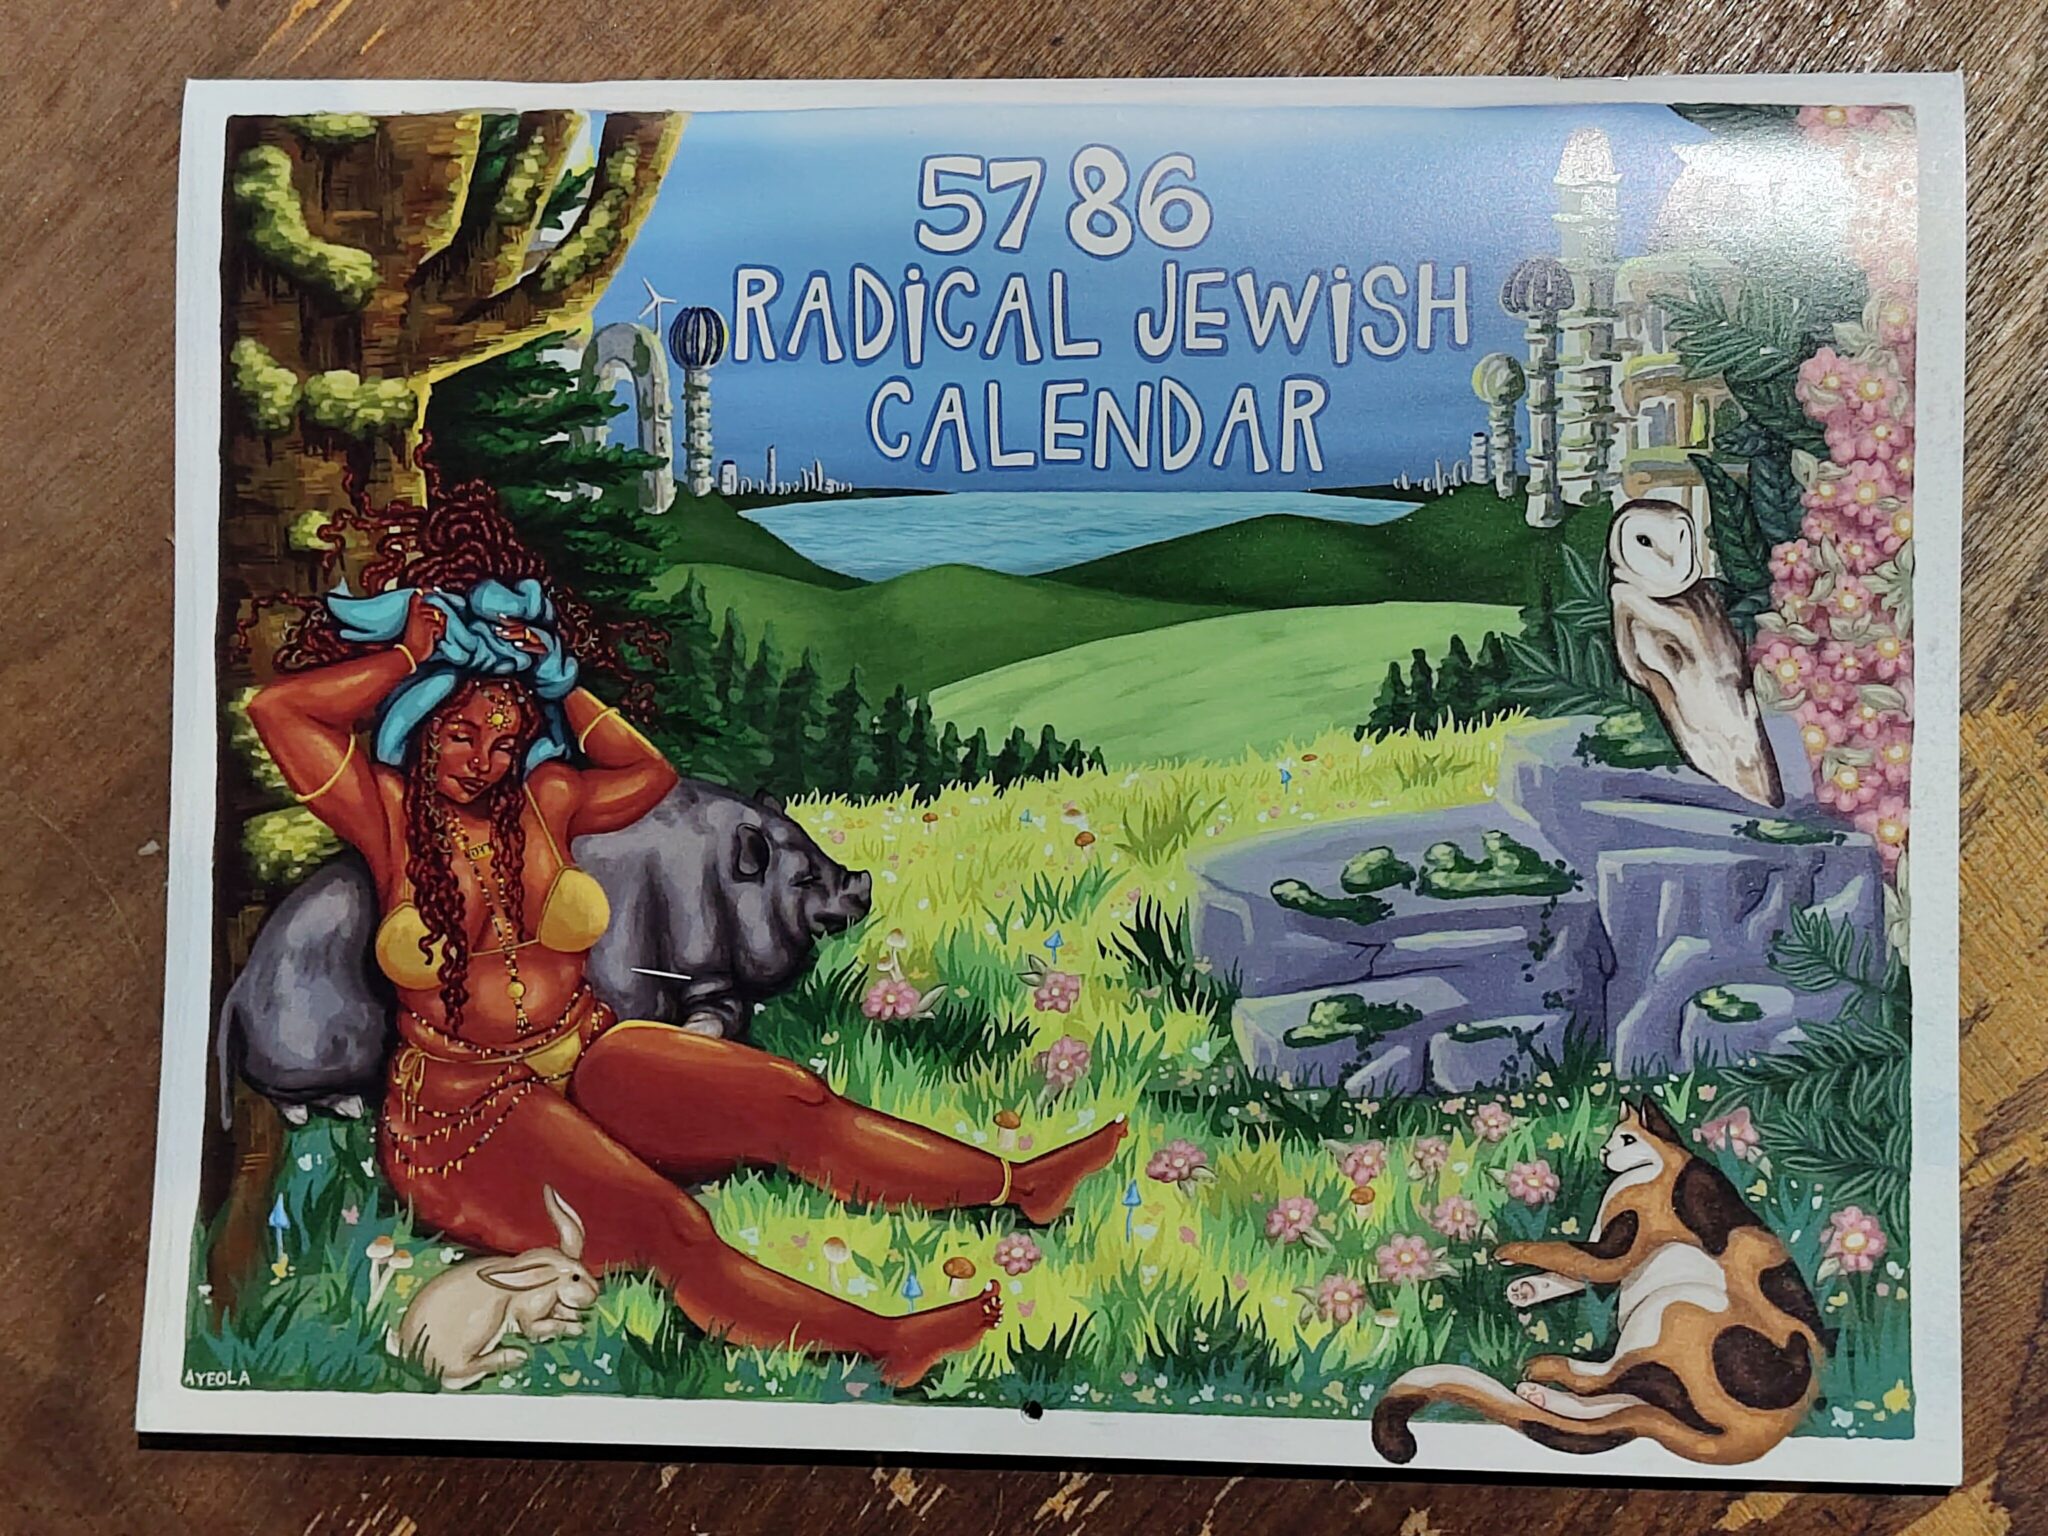 5786
RADICAL JEWISH
CALENDAR
AYEOLA